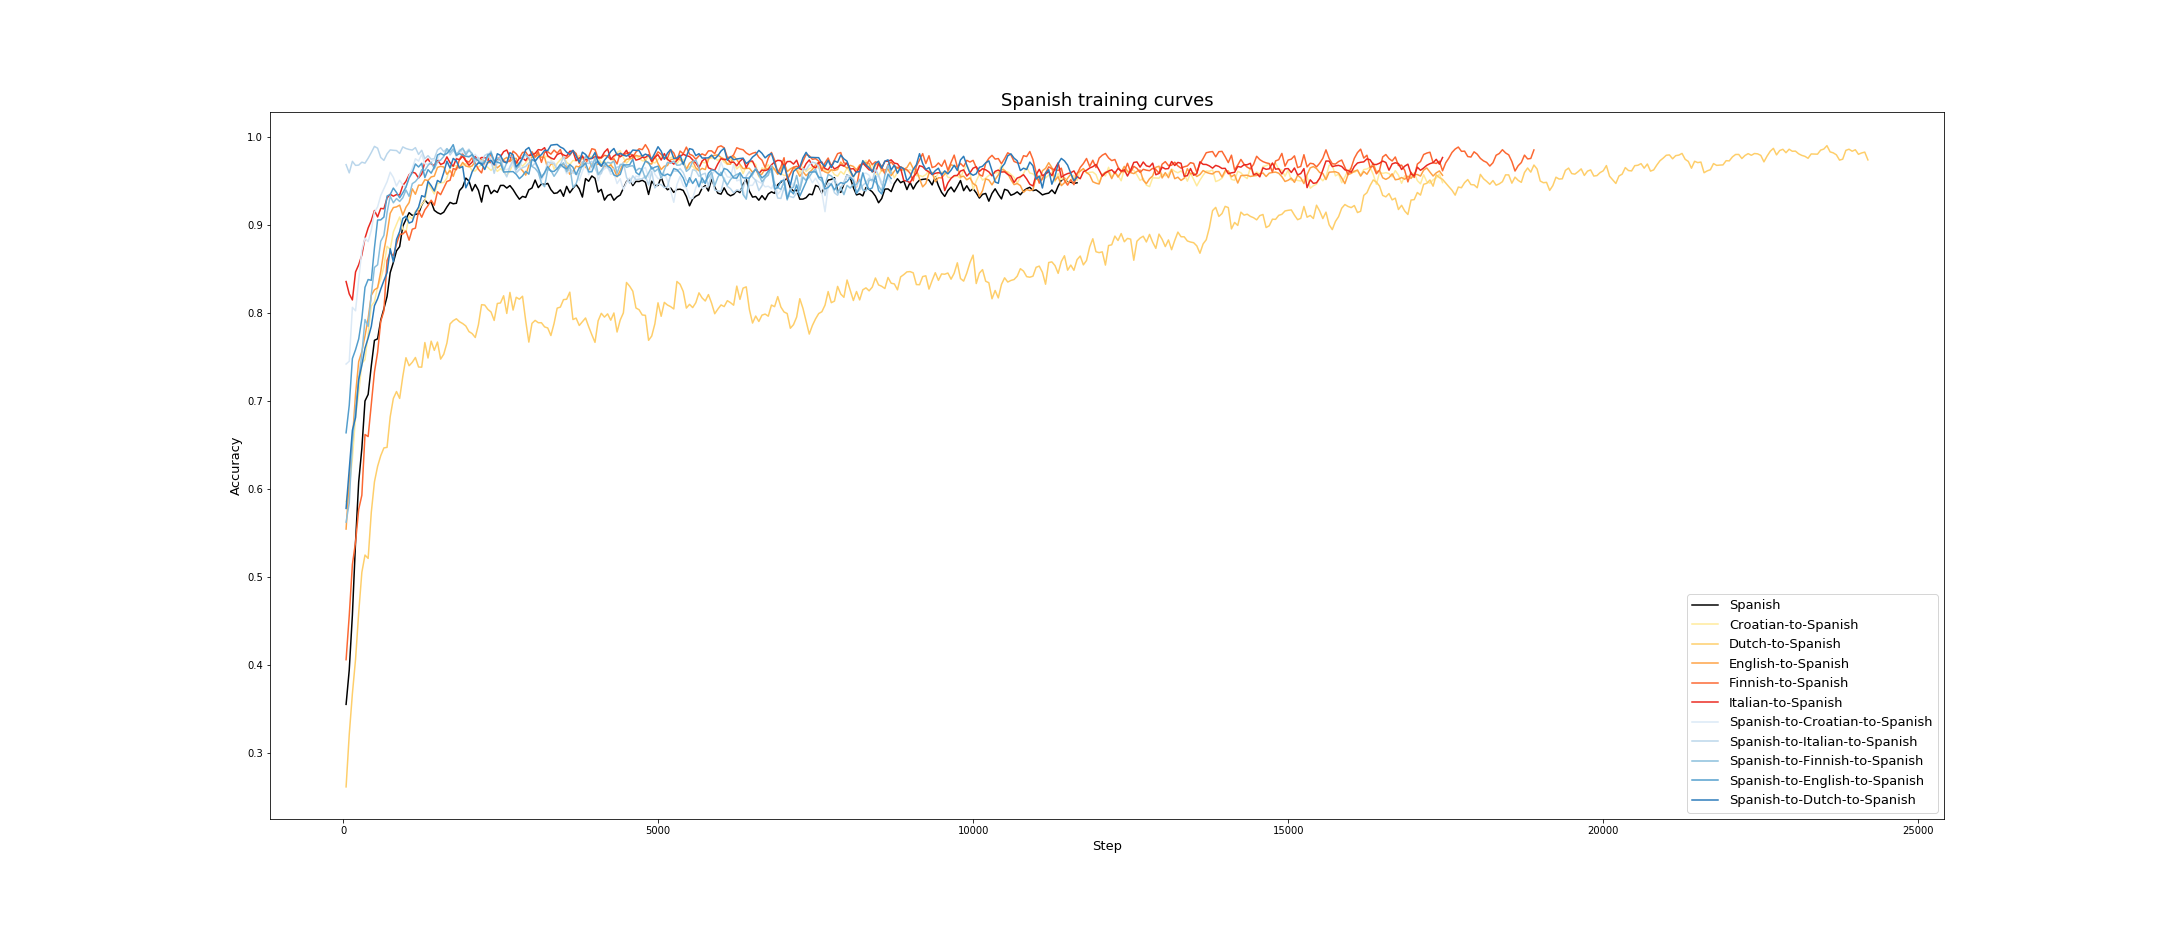 Spanish training curves
1.0
0.9
0.8
0.7
0.6
0.5
0.4
0.3
Accuracy
0
5000
10000
15000
20000
25000
Step
Spanish
Croatian-to-Spanish
Dutch-to-Spanish
English-to-Spanish
Finnish-to-Spanish
Italian-to-Spanish
Spanish-to-Croatian-to-Spanish
Spanish-to-Italian-to-Spanish
Spanish-to-Finnish-to-Spanish
Spanish-to-English-to-Spanish
Spanish-to-Dutch-to-Spanish